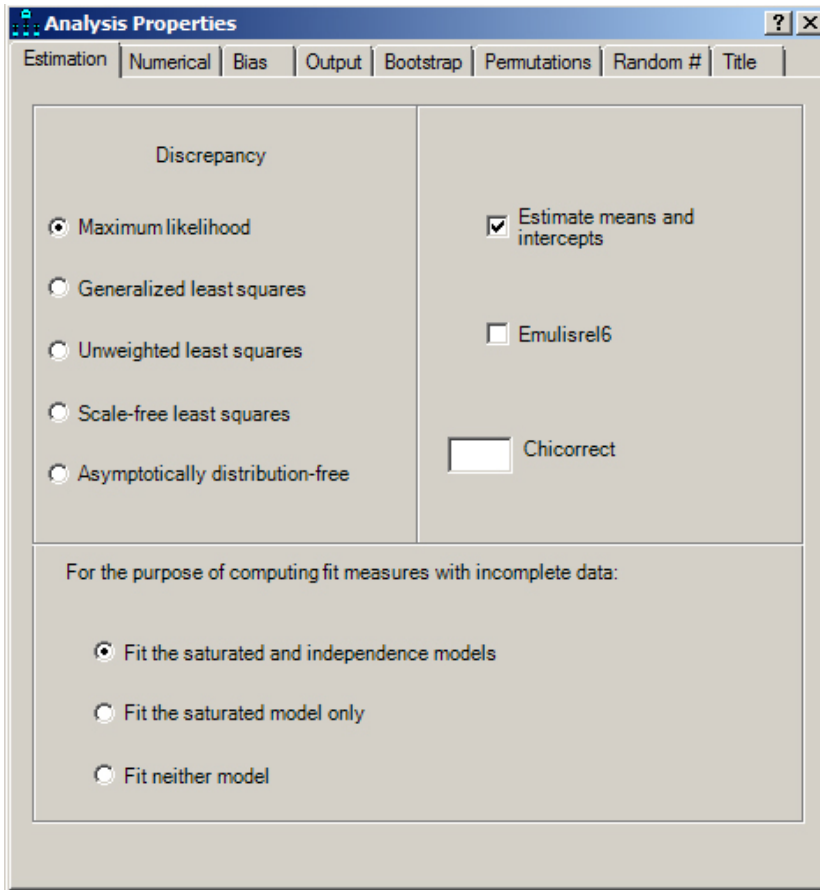 Analysis Properties
Estimation Numerical Bias Output Bootstrap Permutations Random # Title
Discrepancy
Maximum likelihood
Generalized least squares
Unweighted least squares
Scale-free least squares
Asymptotically distribution-free
Estimate means and
intercepts
Emulisrel6
Chicorrect
For the purpose of computing fit measures with incomplete data:
Fit the saturated and independence models
Fit the saturated model only
Fit neither model